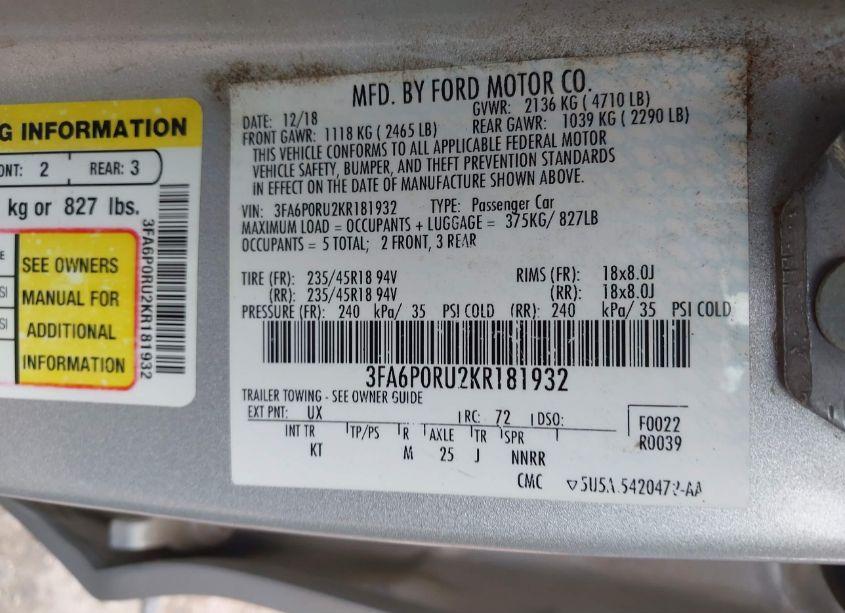 G INFORMATION
ONT: 2 REAR: 3
kg or 827 lbs.
SEE OWNERS
MANUAL FOR
ADDITIONAL
INFORMATION
3FA6P0RU2KR181932
MFD. BY FORD MOTOR CO.
DATE: 12/18 GVWR: 2136 KG ( 4710 LB)
FRONT GAWR: 1118 KG ( 2465 LB) REAR GAWR: 1039 KG ( 2290 LB)
THIS VEHICLE CONFORMS TO ALL APPLICABLE FEDERAL MOTOR
VEHICLE SAFETY, BUMPER, AND THEFT PREVENTION STANDARDS
IN EFFECT ON THE DATE OF MANUFACTURE SHOWN ABOVE.
VIN: 3FA6P0RU2KR181932 TYPE: Passenger Car
MAXIMUM LOAD = OCCUPANTS + LUGGAGE = 375KG/ 827LB
OCCUPANTS = 5 TOTAL; 2 FRONT, 3 REAR
TIRE (FR): 235/45R18 94V RIMS (FR): 18x8.0J
(RR): 235/45R18 94V (RR): 18x8.0J
PRESSURE (FR): 240 kPa/ 35 PSI COLD (RR): 240 kPa/ 35 PSI COLD
3FA6P0RU2KR181932
TRAILER TOWING - SEE OWNER GUIDE
EXT PNT: UX RC: 72 DSO:
F0022
R0039
INT TR TP/PS R AXLE TR SPR
KT M 25 J NNRR
CMC